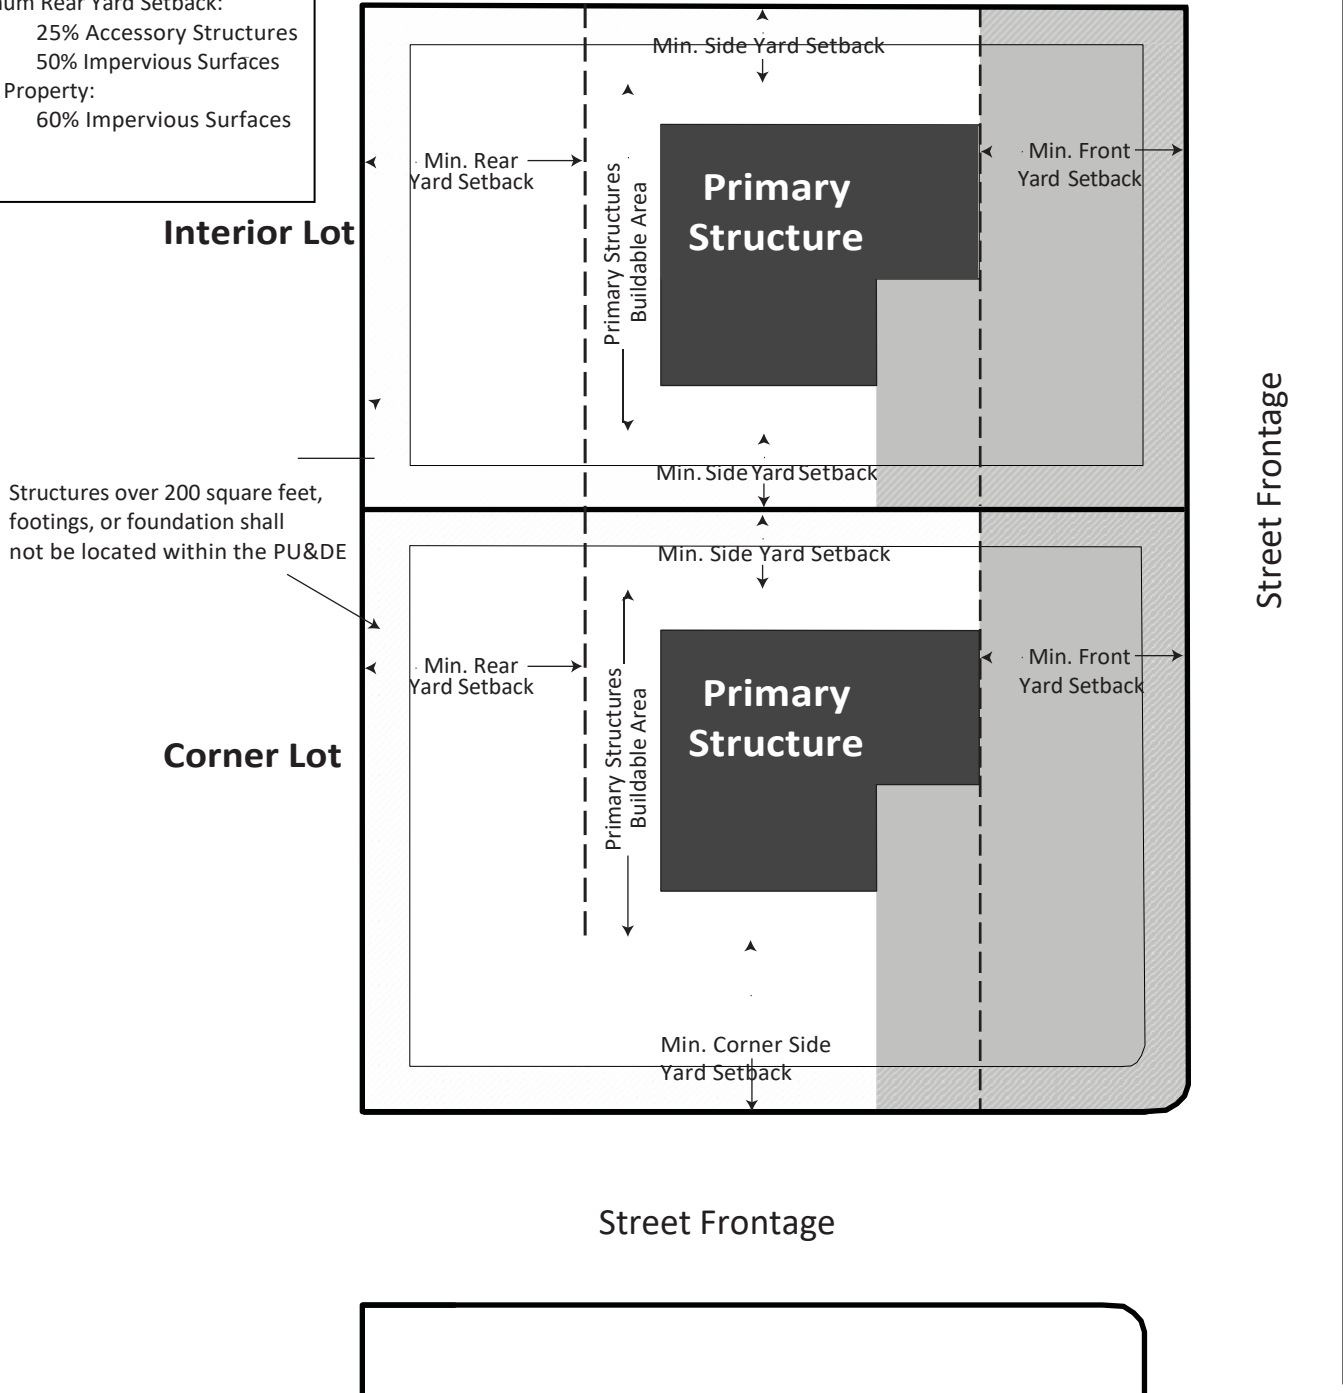 Rear Yard Setback:
25% Accessory Structures
50% Impervious Surfaces
Property:
60% Impervious Surfaces
Min. Side Yard Setback
Min. Rear
Yard Setback
Primary Structures
Buildable Area
Primary
Structure
Min. Front
Yard Setback
Interior Lot
Min. Side Yard Setback
Street Frontage
Structures over 200 square feet,
footings, or foundation shall
not be located within the PU&DE
Min. Side Yard Setback
Min. Rear
Yard Setback
Primary Structures
Buildable Area
Primary
Structure
Min. Front
Yard Setback
Corner Lot
Min. Corner Side
Yard Setback
Street Frontage